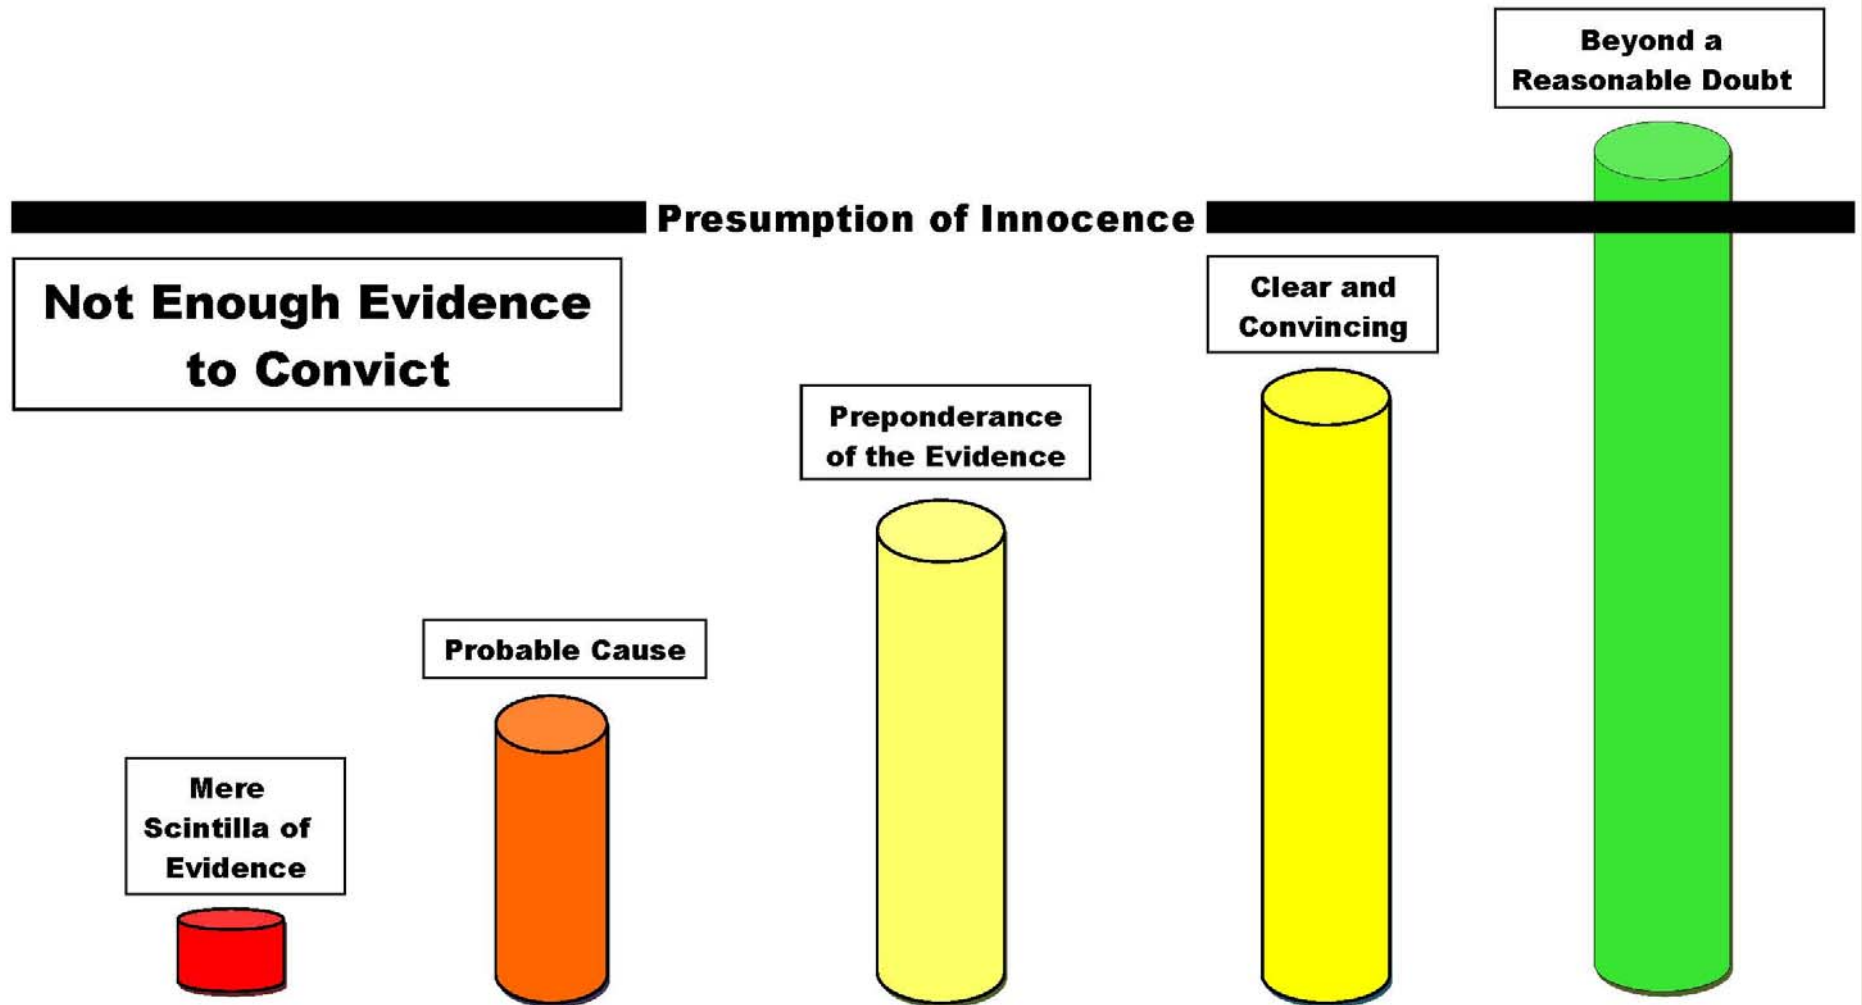 Beyond a
Reasonable Doubt
Presumption of Innocence
Not Enough Evidence
to Convict
Clear and
Convincing
Preponderance
of the Evidence
Probable Cause
Mere
Scintilla of
Evidence